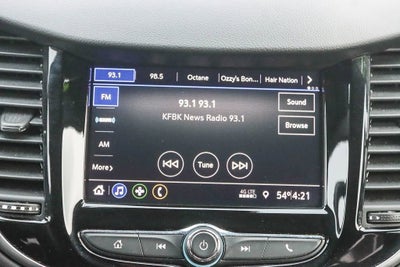 93.1 98.5 Octane Ozzy's Bon... Hair Nation
FM
93.1 93.1
Sound
KFBK News Radio 93.1
Browse
AM
More>
Tune
4G LTE
54° 4:21